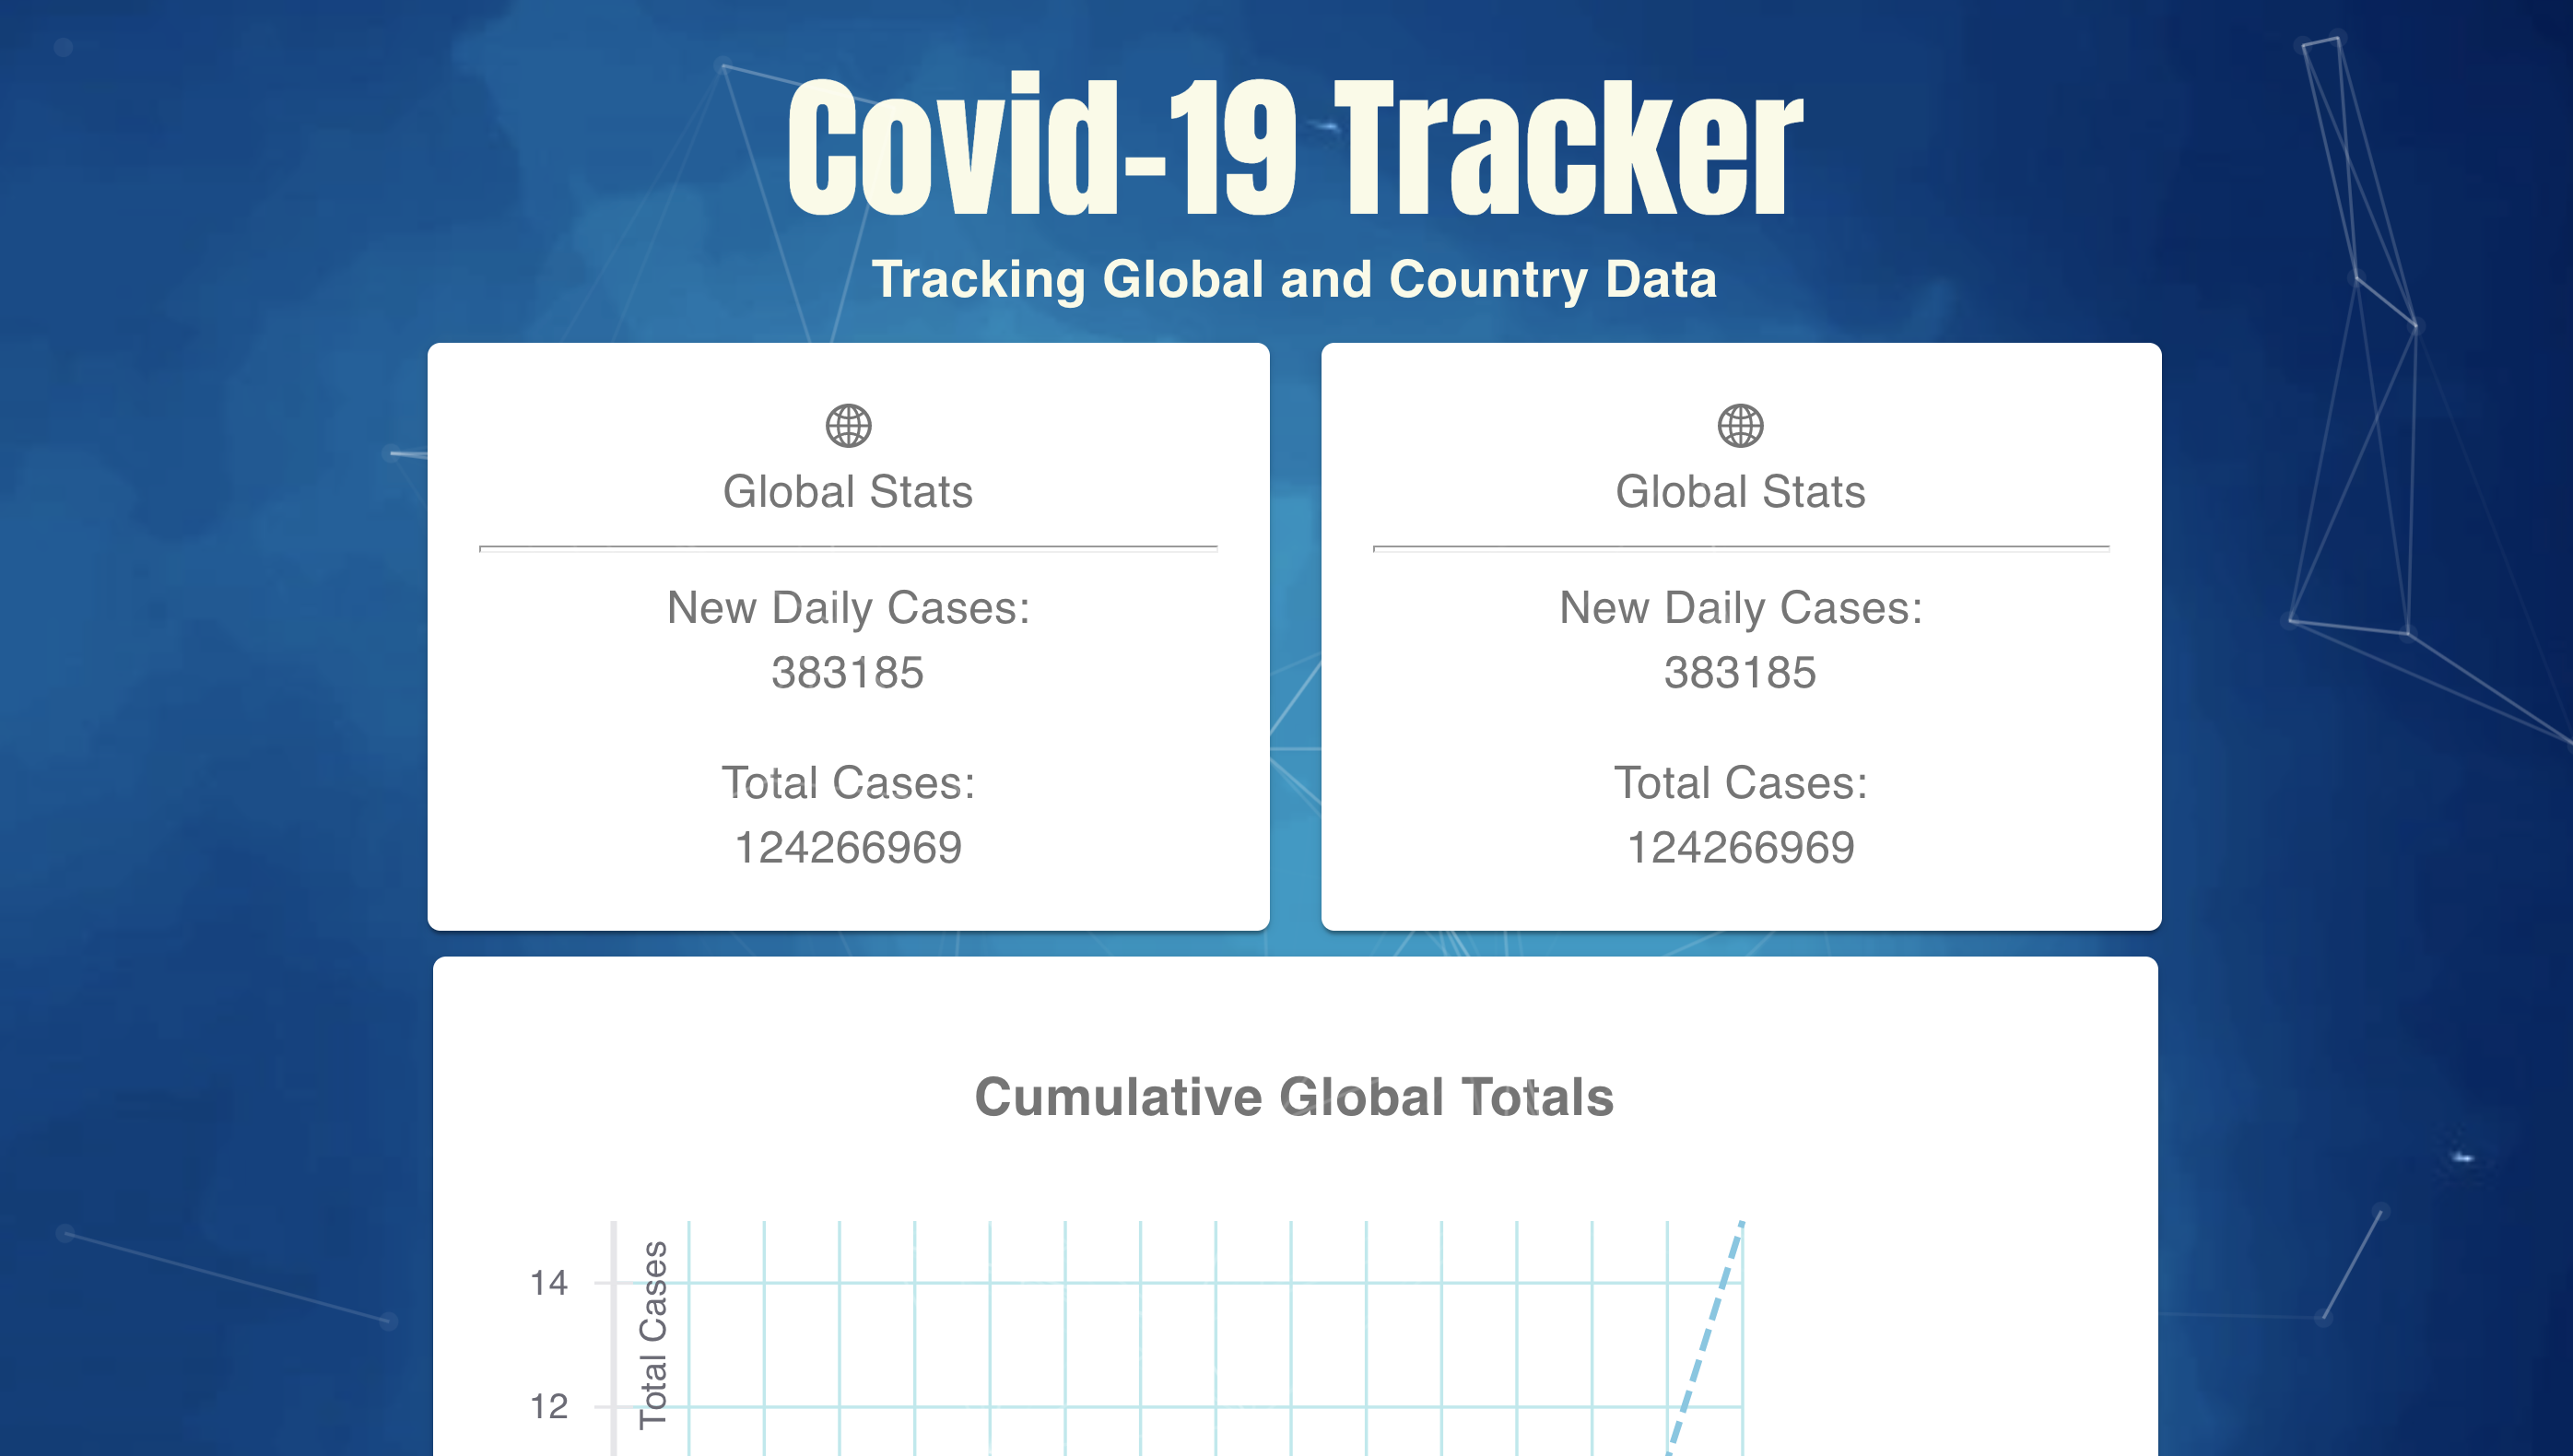 Covid-19 Tracker
Tracking Global and Country Data
Global Stats
New Daily Cases:
383185
Total Cases:
124266969
Global Stats
New Daily Cases:
383185
Total Cases:
124266969
Cumulative Global Totals
Total Cases
14
12